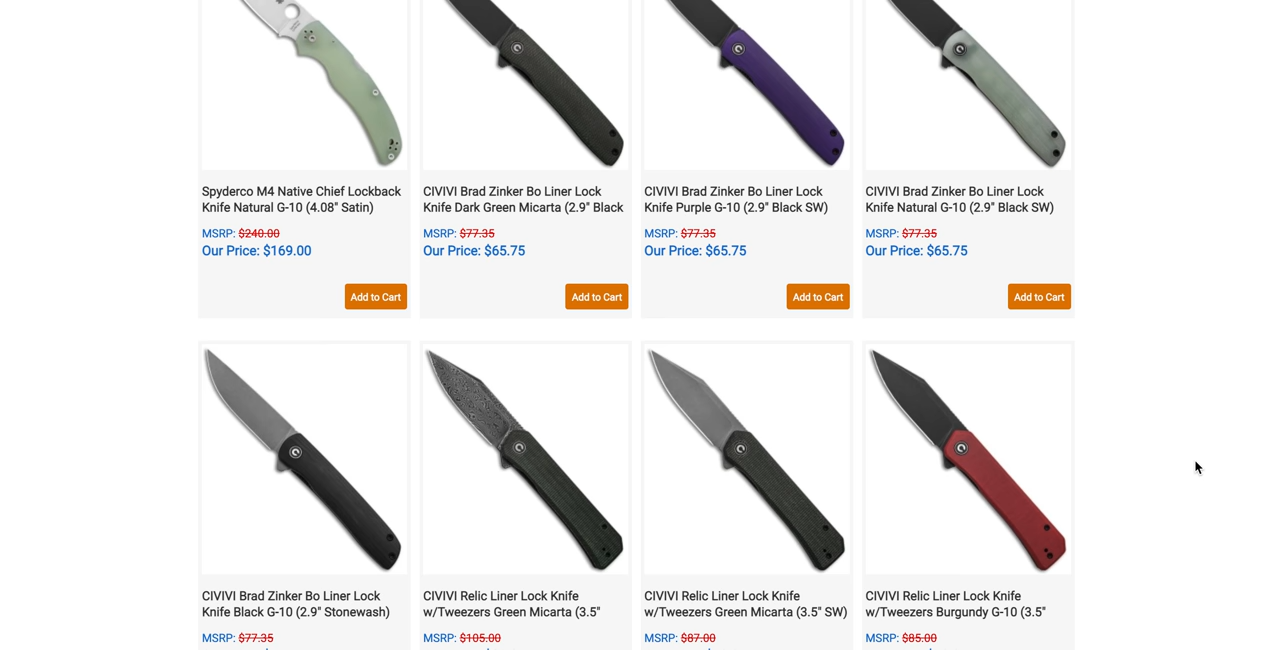 Spyderco M4 Native Chief Lockback
Knife Natural G-10 (4.08" Satin)
MSRP: $240.00
Our Price: $169.00
Add to Cart
CIVIVI Brad Zinker Bo Liner Lock
Knife Dark Green Micarta (2.9" Black
MSRP: $77.35
Our Price: $65.75
Add to Cart
CIVIVI Brad Zinker Bo Liner Lock
Knife Purple G-10 (2.9" Black SW)
MSRP: $77.35
Our Price: $65.75
Add to Cart
CIVIVI Brad Zinker Bo Liner Lock
Knife Natural G-10 (2.9" Black SW)
MSRP: $77.35
Our Price: $65.75
Add to Cart
CIVIVI Brad Zinker Bo Liner Lock
Knife Black G-10 (2.9" Stonewash)
MSRP: $77.35
CIVIVI Relic Liner Lock Knife
w/Tweezers Green Micarta (3.5"
MSRP: $105.00
CIVIVI Relic Liner Lock Knife
w/Tweezers Green Micarta (3.5" SW)
MSRP: $87.00
CIVIVI Relic Liner Lock Knife
w/Tweezers Burgundy G-10 (3.5"
MSRP: $85.00